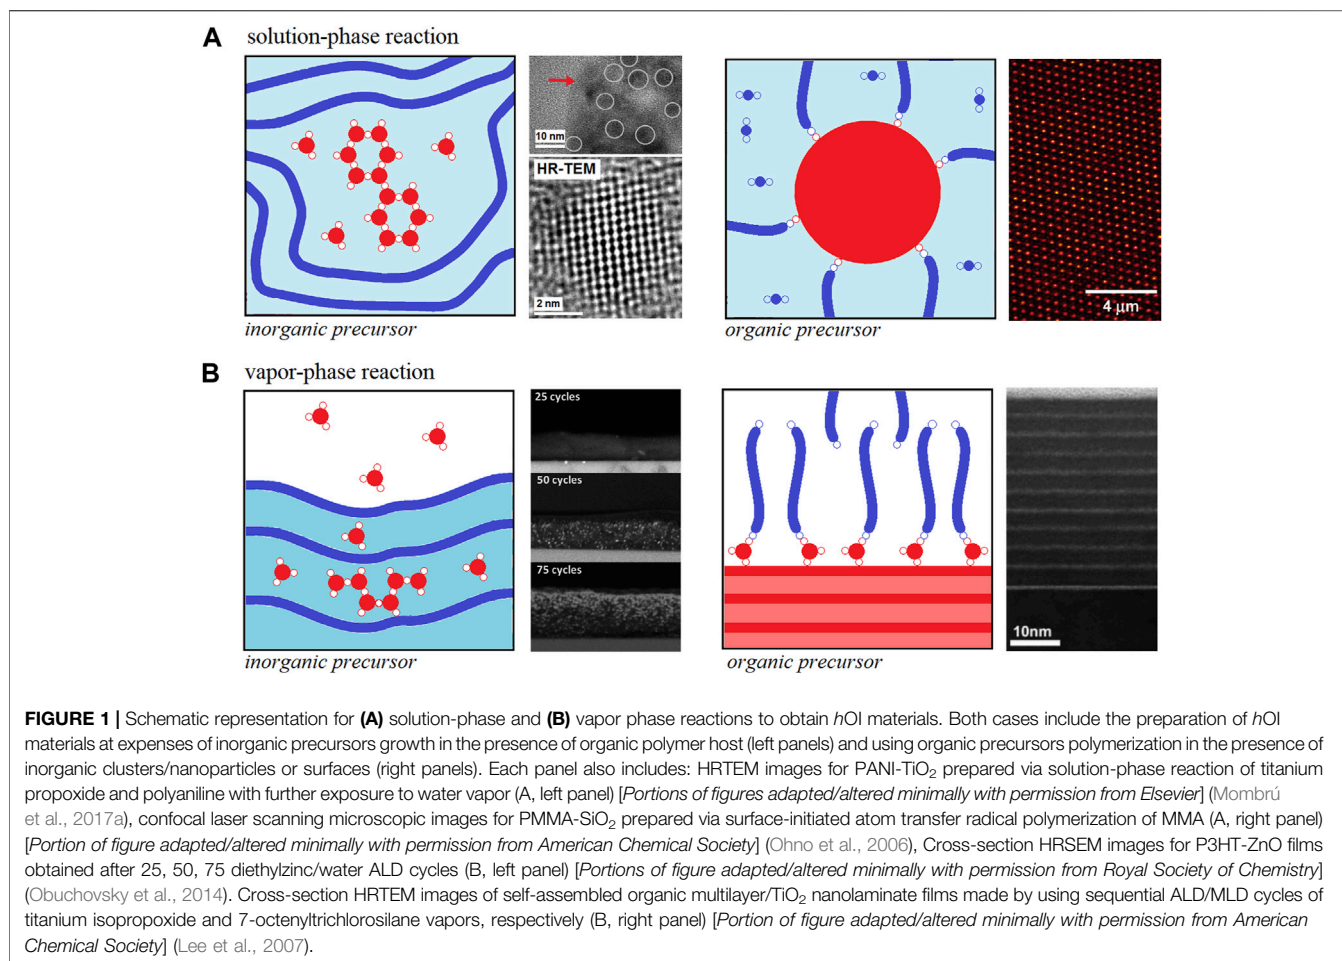 A solution-phase reaction
10 nm
HR-TEM
2 nm
4 µm
inorganic precursor
organic precursor
B vapor-phase reaction
25 cycles
50 cycles
75 cycles
10nm
inorganic precursor
organic precursor
FIGURE 1 | Schematic representation for (A) solution-phase and (B) vapor phase reactions to obtain hOI materials. Both cases include the preparation of hOI
materials at expenses of inorganic precursors growth in the presence of organic polymer host (left panels) and using organic precursors polymerization in the presence of
inorganic clusters/nanoparticles or surfaces (right panels). Each panel also includes: HRTEM images for PANI-TiO₂ prepared via solution-phase reaction of titanium
propoxide and polyaniline with further exposure to water vapor (A, left panel) [Portions of figures adapted/altered minimally with permission from Elsevier] (Mombrú
et al., 2017a), confocal laser scanning microscopic images for PMMA-SiO₂ prepared via surface-initiated atom transfer radical polymerization of MMA (A, right panel)
[Portion of figure adapted/altered minimally with permission from American Chemical Society] (Ohno et al., 2006), Cross-section HRSEM images for P3HT-ZnO films
obtained after 25, 50, 75 diethylzinc/water ALD cycles (B, left panel) [Portions of figure adapted/altered minimally with permission from Royal Society of Chemistry]
(Obuchovsky et al., 2014). Cross-section HRTEM images of self-assembled organic multilayer/TiO₂ nanolaminate films made by using sequential ALD/MLD cycles of
titanium isopropoxide and 7-octenyltrichlorosilane vapors, respectively (B, right panel) [Portion of figure adapted/altered minimally with permission from American
Chemical Society] (Lee et al., 2007).